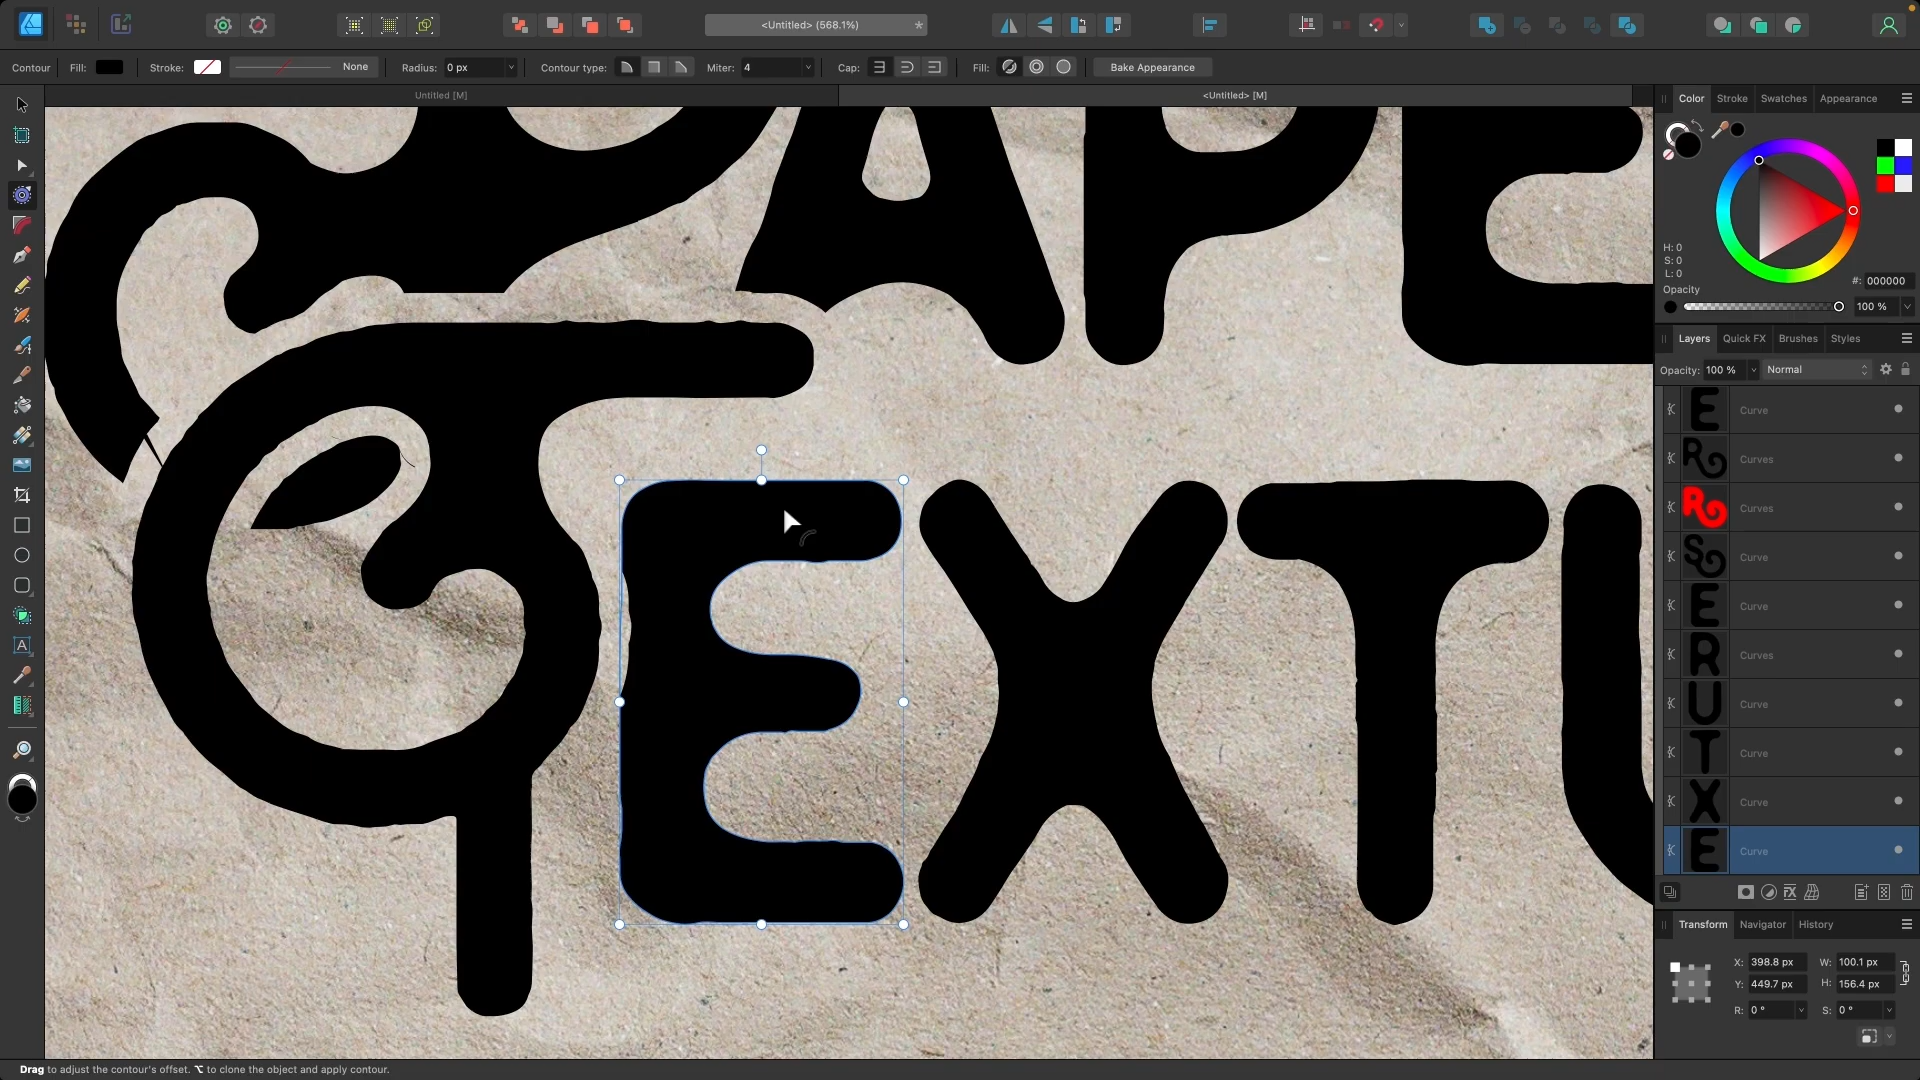 <Untitled> (568.1%)
*
Contour Fill: Stroke: None Radius: 0 px Contour type: Miter: 4 Cap: Fill: Bake Appearance
Untitled [M]
<Untitled> [M]
Color Stroke Swatches Appearance
H: 0
S: 0
L: 0
#: 000000
Opacity
100 %
Layers Quick FX Brushes Styles
Opacity: 100 % Normal
Curve
Curves
Curves
Curve
Curve
Curves
Curve
Curve
Curve
Curve
Transform Navigator History
X: 398.8 px W: 100.1 px
Y: 449.7 px H: 156.4 px
R: 0 ° S: 0 °
APE
TEXTU
Drag to adjust the contour's offset. ⌥ to clone the object and apply contour.